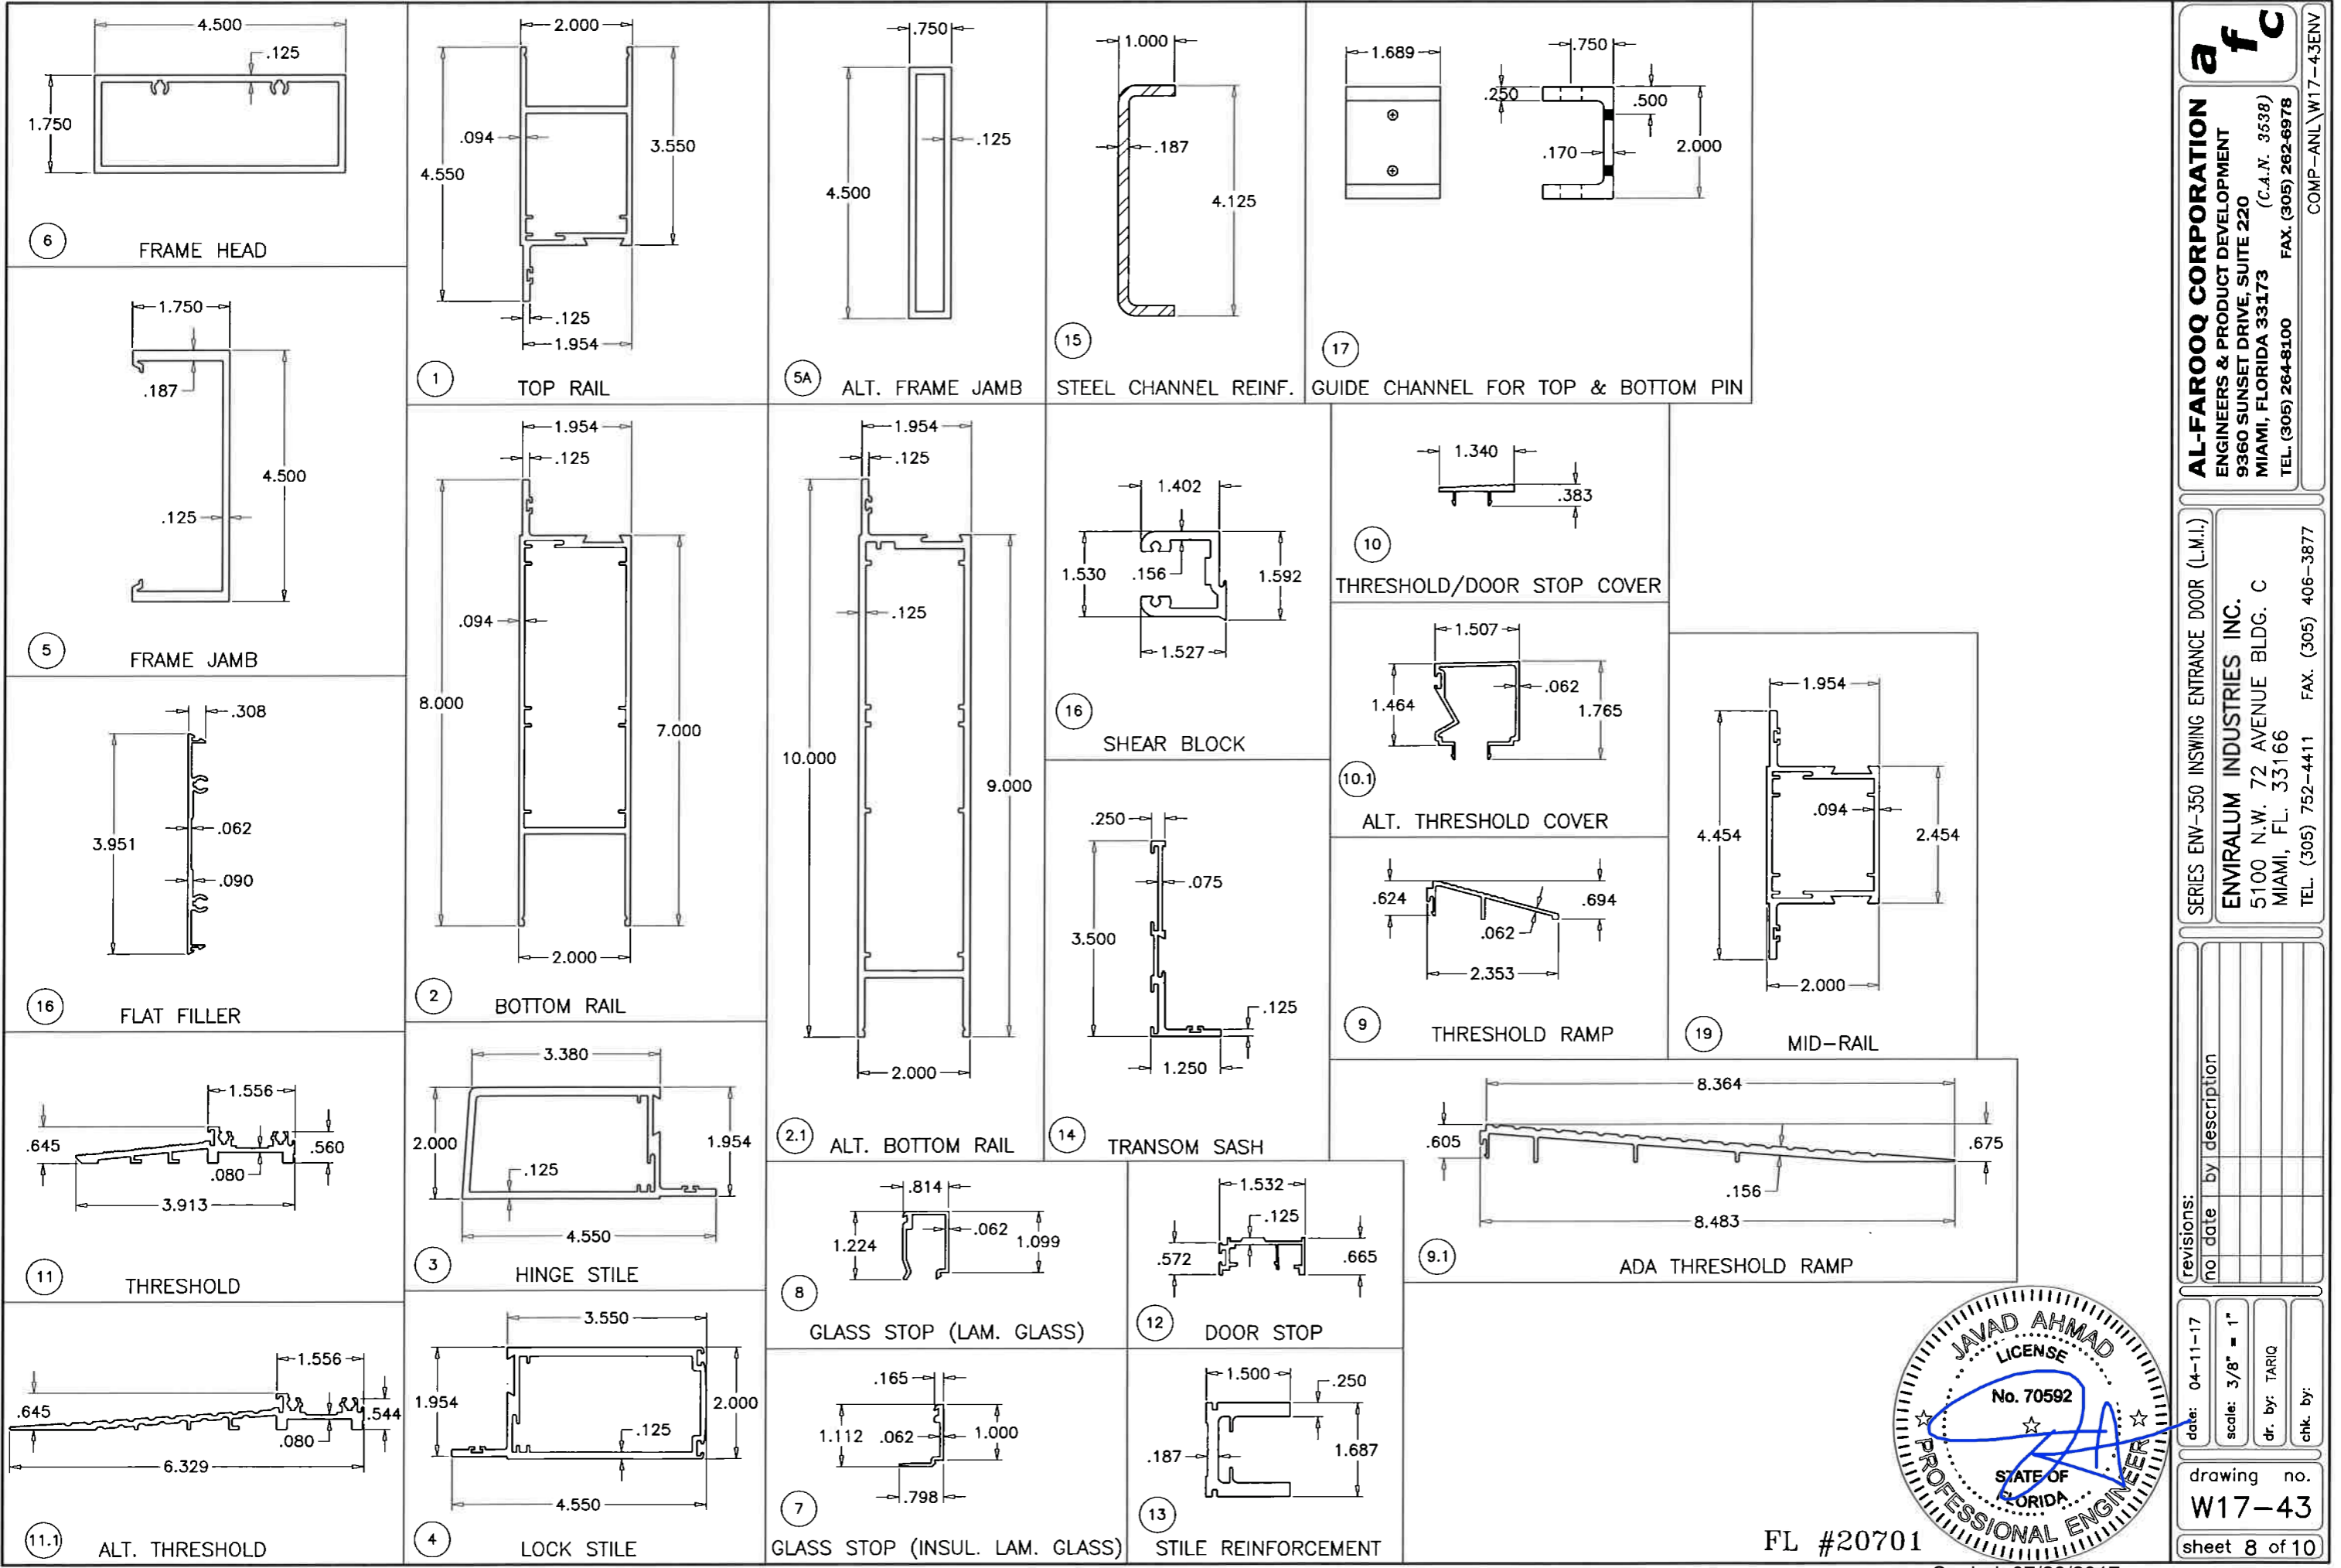 4.500
.125
1.750
6
FRAME HEAD
1.750
.187
4.500
.125
5
FRAME JAMB
.308
3.951
.062
.090
16
FLAT FILLER
1.556
.645
.560
.080
3.913
11
THRESHOLD
1.556
.645
.544
.080
6.329
11.1
ALT. THRESHOLD
2.000
.094
3.550
4.550
.125
1.954
1
TOP RAIL
1.954
.125
.094
8.000
7.000
2.000
2
BOTTOM RAIL
3.380
2.000
1.954
.125
4.550
3
HINGE STILE
3.550
1.954
2.000
.125
4.550
4
LOCK STILE
.750
.125
4.500
5A
ALT. FRAME JAMB
1.954
.125
.125
10.000
9.000
2.000
2.1
ALT. BOTTOM RAIL
.814
1.224
.062
1.099
8
GLASS STOP (LAM. GLASS)
.165
1.112
.062
1.000
.798
7
GLASS STOP (INSUL. LAM. GLASS)
1.000
.187
4.125
15
STEEL CHANNEL REINF.
1.402
1.530
.156
1.592
1.527
16
SHEAR BLOCK
.250
.075
3.500
.125
1.250
14
TRANSOM SASH
1.532
.125
.572
.665
12
DOOR STOP
1.500
.250
.187
1.687
13
STILE REINFORCEMENT
1.689
.750
.250
.500
.170
2.000
17
GUIDE CHANNEL FOR TOP & BOTTOM PIN
1.340
.383
10
THRESHOLD/DOOR STOP COVER
1.507
.062
1.464
1.765
10.1
ALT. THRESHOLD COVER
.624
.694
.062
2.353
9
THRESHOLD RAMP
1.954
.094
4.454
2.454
2.000
19
MID-RAIL
8.364
.605
.675
.156
8.483
9.1
ADA THRESHOLD RAMP
JAVAD AHMAD
LICENSE
No. 70592
STATE OF
FLORIDA
PROFESSIONAL ENGINEER
FL #20701
afc
AL-FAROOQ CORPORATION
ENGINEERS & PRODUCT DEVELOPMENT
9360 SUNSET DRIVE, SUITE 220
MIAMI, FLORIDA 33173 (C.A.N. 3538)
TEL. (305) 264-8100 FAX. (305) 262-6978
COMP-ANL\W17-43ENV
SERIES ENV-350 INSWING ENTRANCE DOOR (L.M.I.)
ENVIRALUM INDUSTRIES INC.
5100 N.W. 72 AVENUE BLDG. C
MIAMI, FL. 33166
TEL. (305) 752-4411 FAX. (305) 406-3877
revisions:
no date by description
date: 04-11-17
scale: 3/8" = 1"
dr. by: TARIQ
chk. by:
drawing no.
W17-43
sheet 8 of 10